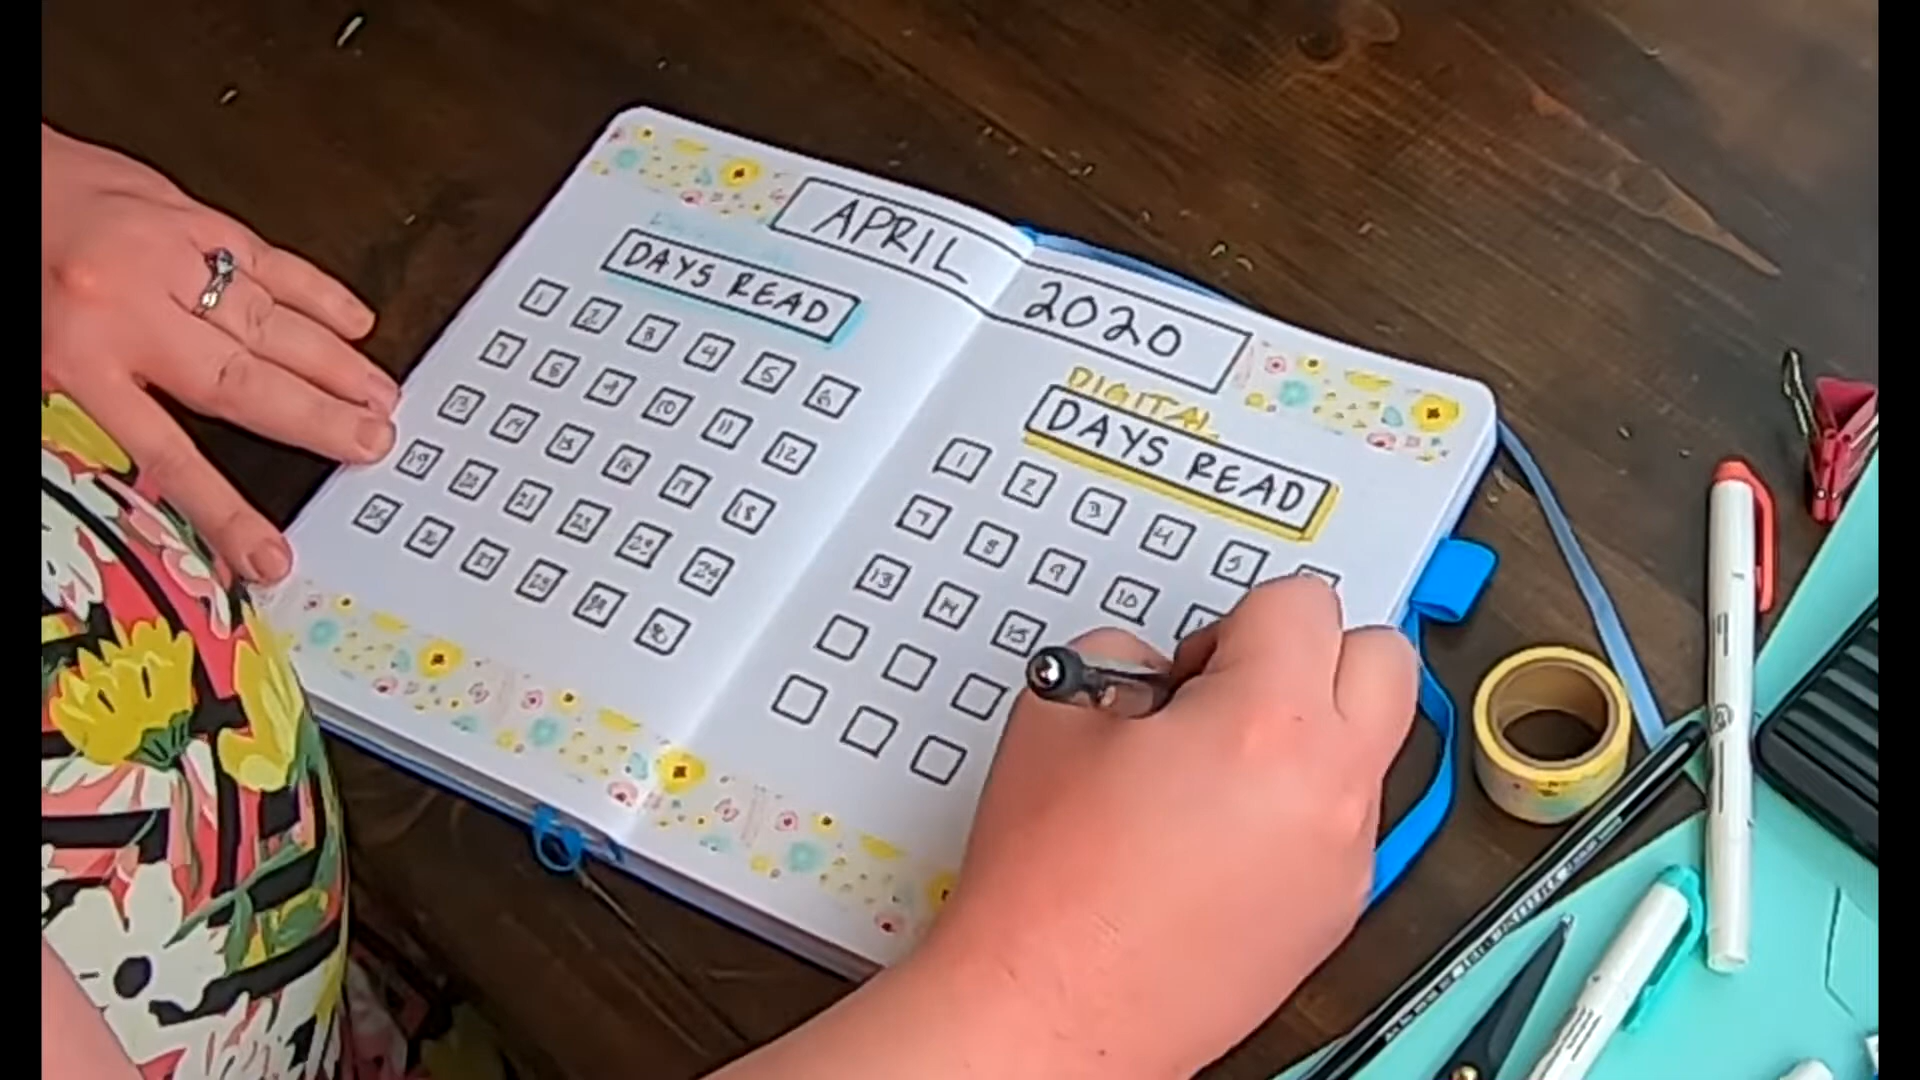 APRIL 2020
DAYS READ
1 2 3 4 5 6
7 8 9 10 11 12
13 14 15 16 17 18
19 20 21 22 23 24
25 26 27 28 29 30
DIGITAL
DAYS READ
1 2 3 4 5
7 8 9 10
13 14 15